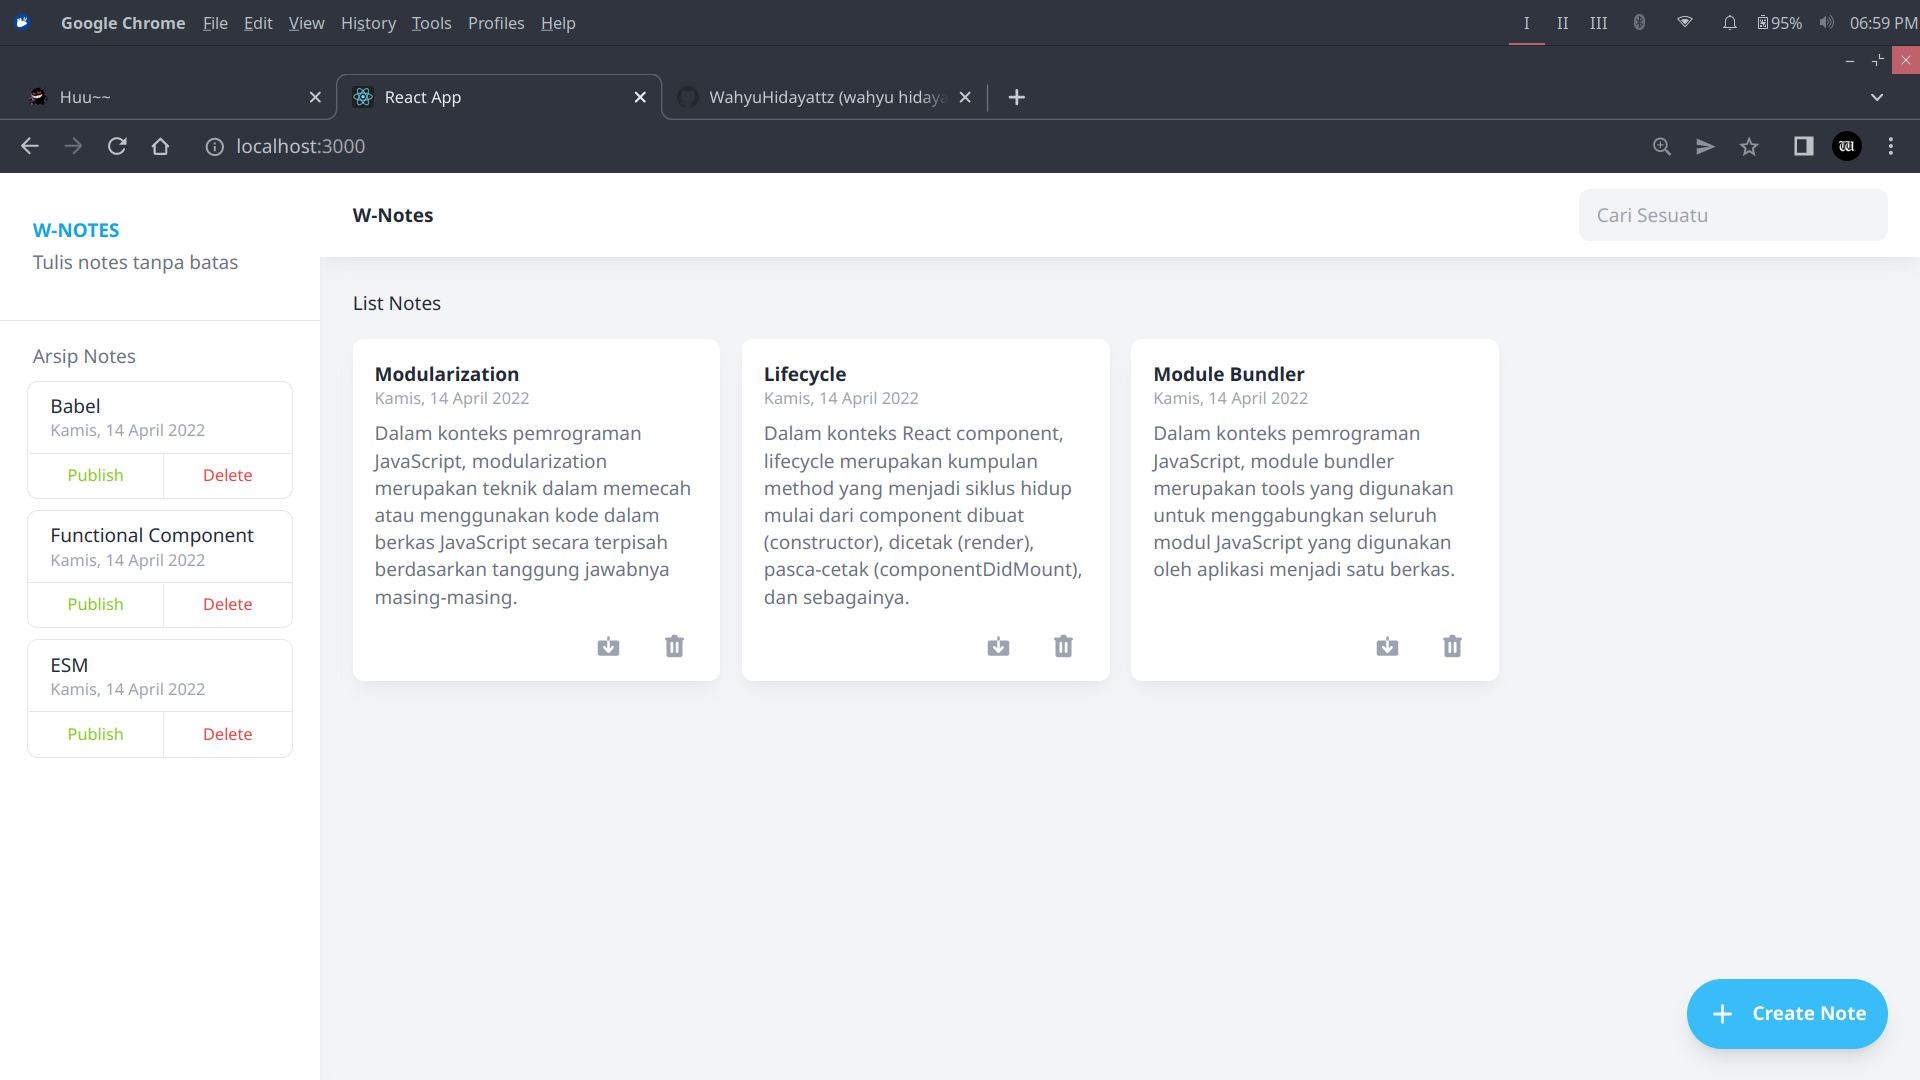 Google Chrome File Edit View History Tools Profiles Help I II III 95% 06:59 PM
Huu~~ React App WahyuHidayattz (wahyu hidaya
localhost:3000
W-NOTES
Tulis notes tanpa batas
Arsip Notes
Babel
Kamis, 14 April 2022
Publish Delete
Functional Component
Kamis, 14 April 2022
Publish Delete
ESM
Kamis, 14 April 2022
Publish Delete
W-Notes
Cari Sesuatu
List Notes
Modularization
Kamis, 14 April 2022
Dalam konteks pemrograman
JavaScript, modularization
merupakan teknik dalam memecah
atau menggunakan kode dalam
berkas JavaScript secara terpisah
berdasarkan tanggung jawabnya
masing-masing.
Lifecycle
Kamis, 14 April 2022
Dalam konteks React component,
lifecycle merupakan kumpulan
method yang menjadi siklus hidup
mulai dari component dibuat
(constructor), dicetak (render),
pasca-cetak (componentDidMount),
dan sebagainya.
Module Bundler
Kamis, 14 April 2022
Dalam konteks pemrograman
JavaScript, module bundler
merupakan tools yang digunakan
untuk menggabungkan seluruh
modul JavaScript yang digunakan
oleh aplikasi menjadi satu berkas.
Create Note